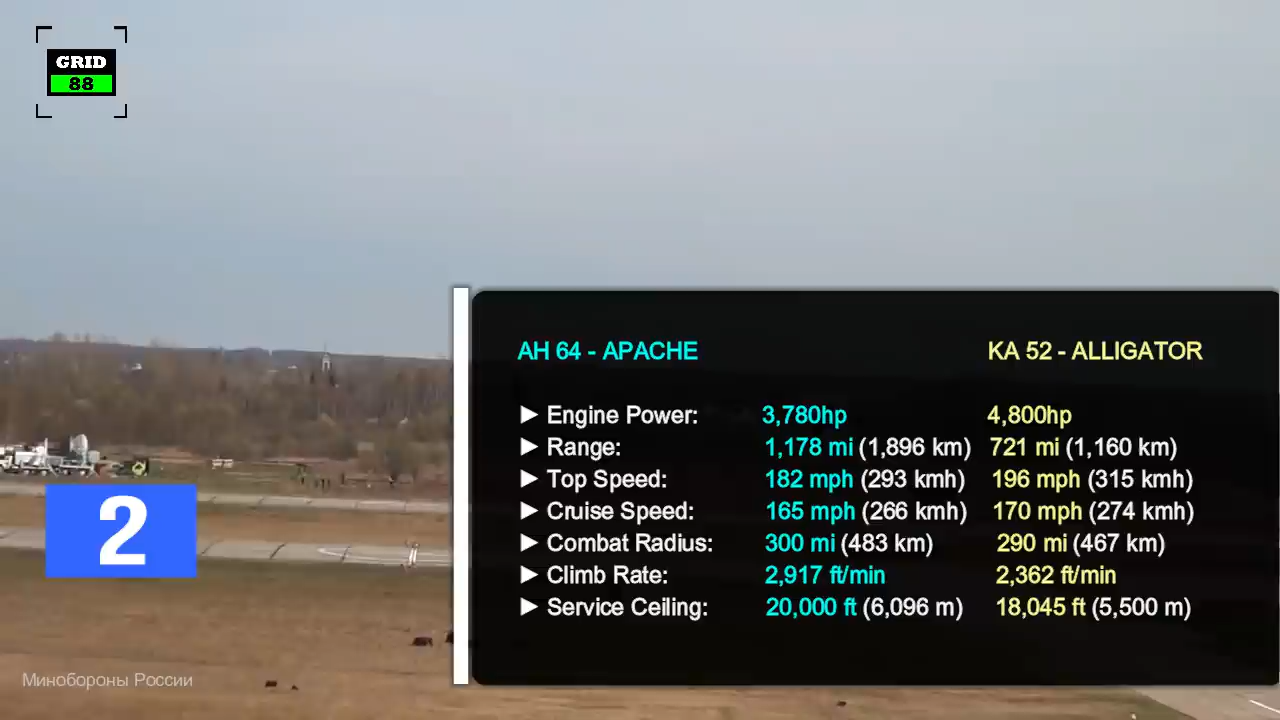 GRID
88
AH 64 - APACHE KA 52 - ALLIGATOR
► Engine Power: 3,780hp 4,800hp
► Range: 1,178 mi (1,896 km) 721 mi (1,160 km)
► Top Speed: 182 mph (293 kmh) 196 mph (315 kmh)
► Cruise Speed: 165 mph (266 kmh) 170 mph (274 kmh)
► Combat Radius: 300 mi (483 km) 290 mi (467 km)
► Climb Rate: 2,917 ft/min 2,362 ft/min
► Service Ceiling: 20,000 ft (6,096 m) 18,045 ft (5,500 m)
2
Минобороны России